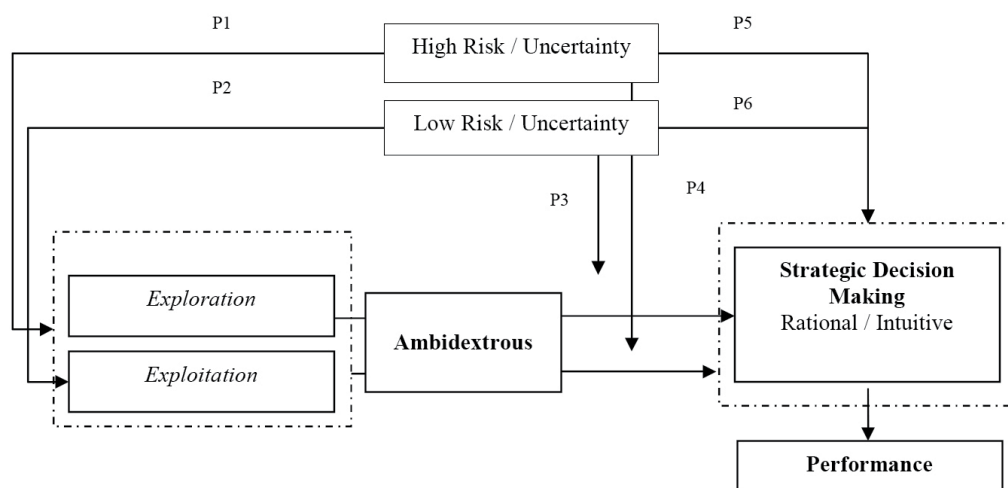 P1
P5
High Risk / Uncertainty
P2
P6
Low Risk / Uncertainty
P3
P4
Exploration
Exploitation
Ambidextrous
Strategic Decision
Making
Rational / Intuitive
Performance